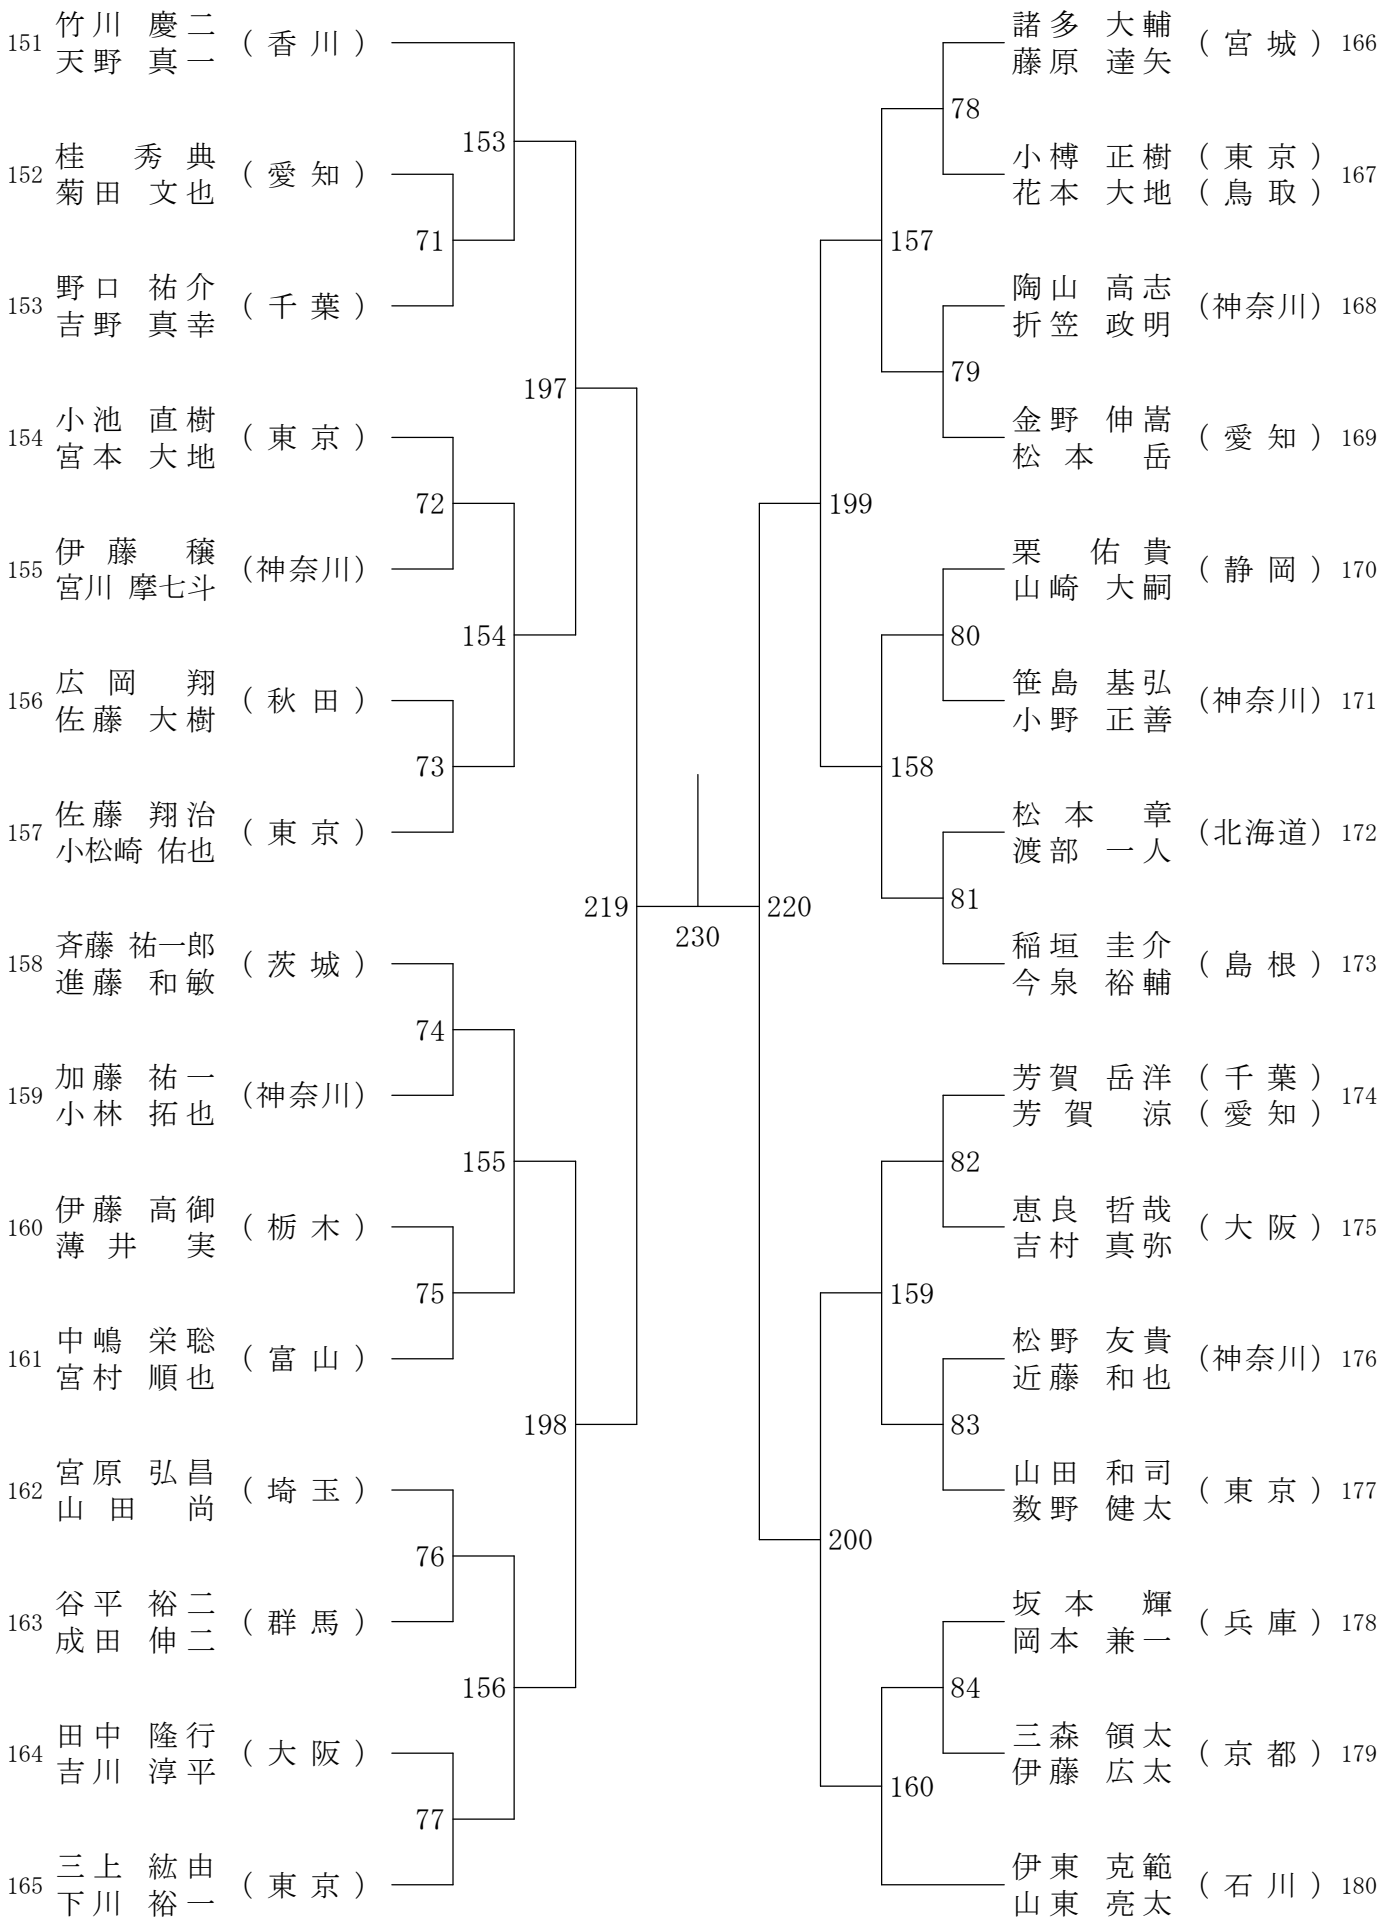 151 竹川 慶二 (香川)
天野 真一
152 桂 秀典 (愛知)
菊田 文也
153 野口 祐介 (千葉)
吉野 真幸
154 小池 直樹 (東京)
宮本 大地
155 伊藤 穣 (神奈川)
宮川 摩七斗
156 広岡 翔 (秋田)
佐藤 大樹
157 佐藤 翔治 (東京)
小松崎 佑也
158 斉藤 祐一郎 (茨城)
進藤 和敏
159 加藤 祐一 (神奈川)
小林 拓也
160 伊藤 高御 (栃木)
薄井 実
161 中嶋 栄聡 (富山)
宮村 順也
162 宮原 弘昌 (埼玉)
山田 尚
163 谷平 裕二 (群馬)
成田 伸二
164 田中 隆行 (大阪)
吉川 淳平
165 三上 紘由 (東京)
下川 裕一
153
71
197
72
154
73
219
74
155
75
198
76
156
77
230
220
78
157
79
199
80
158
81
82
159
83
200
84
160
諸多 大輔 (宮城) 166
藤原 達矢
小榑 正樹 (東京) 167
花本 大地 (鳥取)
陶山 高志 (神奈川) 168
折笠 政明
金野 伸嵩 (愛知) 169
松本 岳
栗 佑貴 (静岡) 170
山崎 大嗣
笹島 基弘 (神奈川) 171
小野 正善
松本 章 (北海道) 172
渡部 一人
稲垣 圭介 (島根) 173
今泉 裕輔
芳賀 岳洋 (千葉) 174
芳賀 涼 (愛知)
恵良 哲哉 (大阪) 175
吉村 真弥
松野 友貴 (神奈川) 176
近藤 和也
山田 和司 (東京) 177
数野 健太
坂本 輝 (兵庫) 178
岡本 兼一
三森 領太 (京都) 179
伊藤 広太
伊東 克範 (石川) 180
山東 亮太